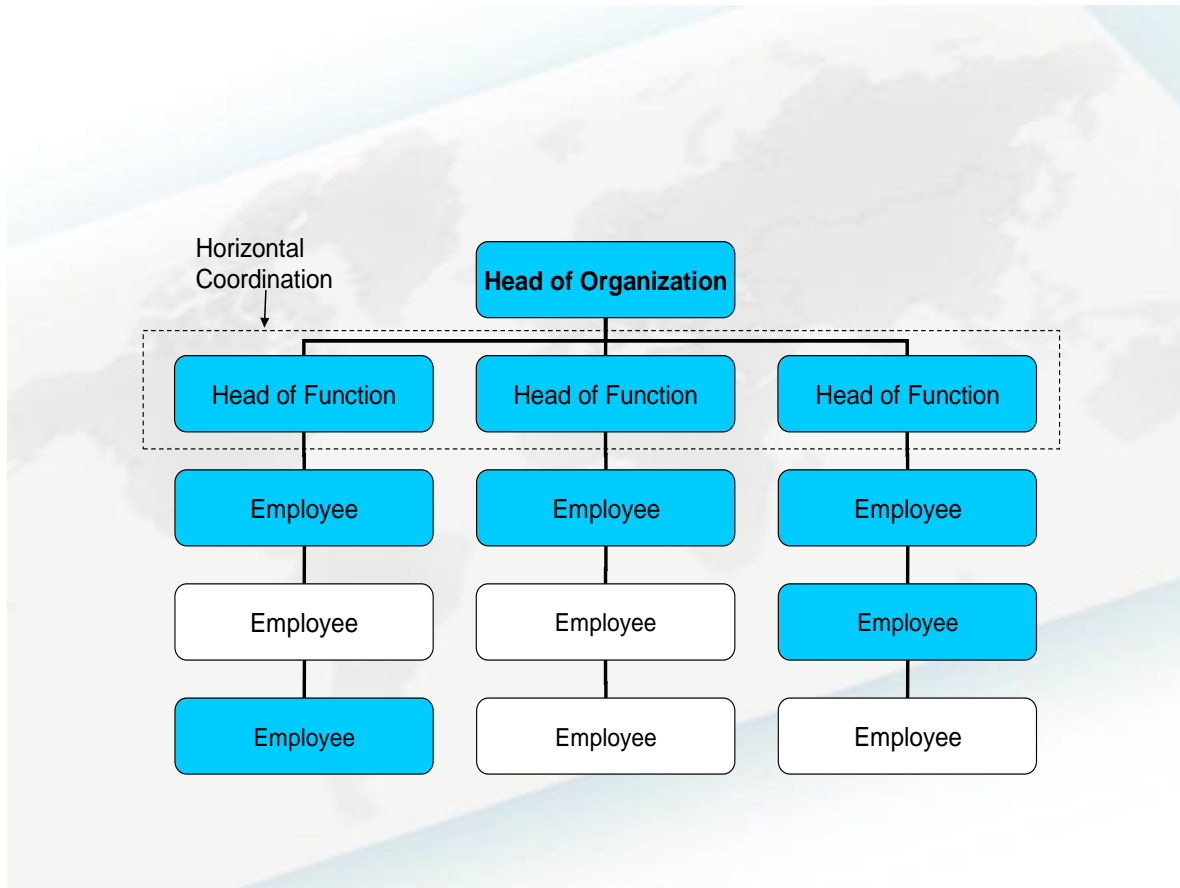 Horizontal
Coordination
Head of Organization
Head of Function
Head of Function
Head of Function
Employee
Employee
Employee
Employee
Employee
Employee
Employee
Employee
Employee